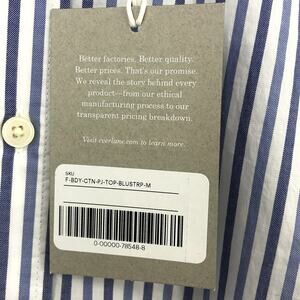 Better factories. Better quality.
Better prices. That's our promise.
We reveal the story behind every
product—from our ethical
manufacturing process to our
transparent pricing breakdown.
Visit everlane.com to learn more.
SKU
F-BDY-CTN-PJ-TOP-BLUSTRP-M
0-00000-78548-8